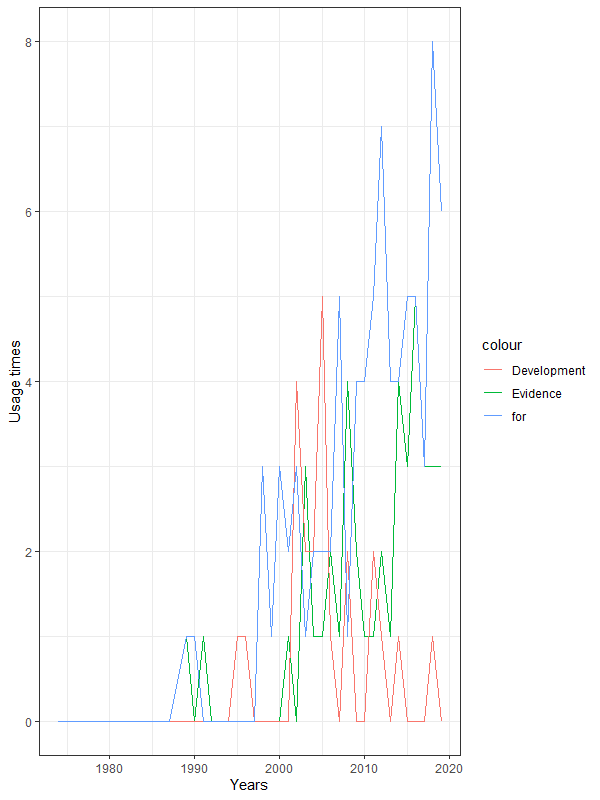 8
6
4
2
0
Usage times
1980 1990 2000 2010 2020
Years
colour
Development
Evidence
for